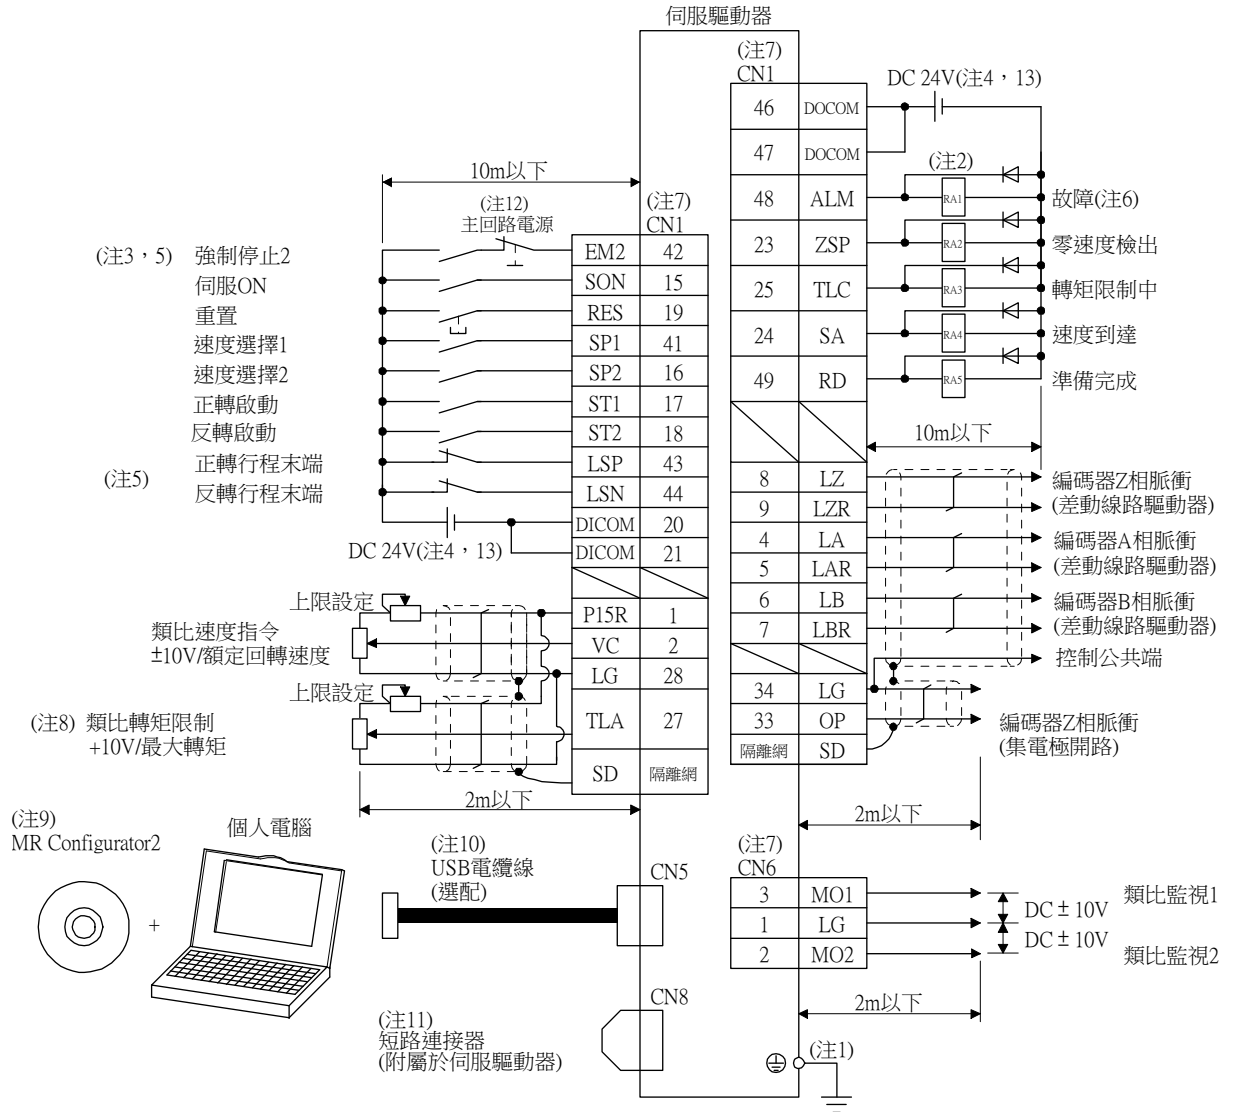 伺服驅動器
10m以下
(注12)
主回路電源
(注7)
CN1
(注3，5) 強制停止2 EM2 42
伺服ON SON 15
重置 RES 19
速度選擇1 SP1 41
速度選擇2 SP2 16
正轉啟動 ST1 17
反轉啟動 ST2 18
(注5)
正轉行程末端 LSP 43
反轉行程末端 LSN 44
DICOM 20
DC 24V(注4，13) DICOM 21
上限設定
P15R 1
類比速度指令
±10V/額定回轉速度
VC 2
LG 28
上限設定
(注8) 類比轉矩限制
+10V/最大轉矩
TLA 27
SD 隔離網
2m以下
(注7)
CN1
DC 24V(注4，13)
46 DOCOM
47 DOCOM
(注2)
48 ALM RA1 故障(注6)
23 ZSP RA2 零速度檢出
25 TLC RA3 轉矩限制中
24 SA RA4 速度到達
49 RD RA5 準備完成
10m以下
8 LZ 編碼器Z相脈衝
9 LZR (差動線路驅動器)
4 LA 編碼器A相脈衝
5 LAR (差動線路驅動器)
6 LB 編碼器B相脈衝
7 LBR (差動線路驅動器)
控制公共端
34 LG
33 OP 編碼器Z相脈衝
(集電極開路)
隔離網 SD
2m以下
(注9)
MR Configurator2
個人電腦
+
(注10)
USB電纜線
(選配)
CN5
(注7)
CN6
3 MO1 類比監視1
DC ± 10V
1 LG
DC ± 10V
2 MO2 類比監視2
2m以下
CN8
(注11)
短路連接器
(附屬於伺服驅動器)
(注1)